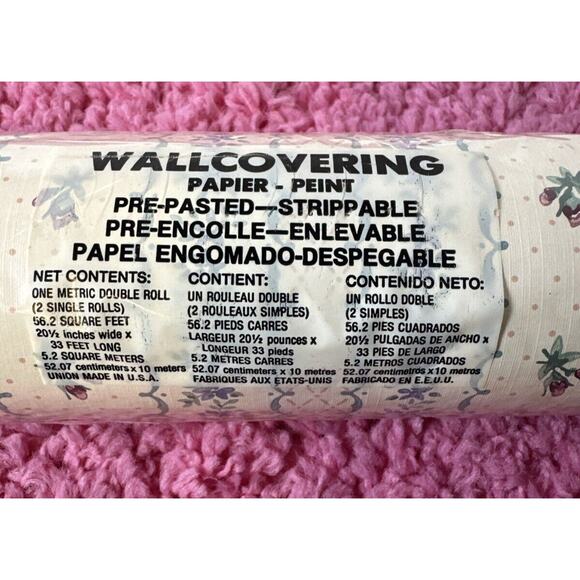 WALLCOVERING
PAPIER - PEINT
PRE-PASTED—STRIPPABLE
PRE-ENCOLLE—ENLEVABLE
PAPEL ENGOMADO-DESPEGABLE
NET CONTENTS:
ONE METRIC DOUBLE ROLL
(2 SINGLE ROLLS)
56.2 SQUARE FEET
20½ inches wide x
33 FEET LONG
5.2 SQUARE METERS
52.07 centimeters x 10 meters
UNION MADE IN U.S.A.
CONTIENT:
UN ROULEAU DOUBLE
(2 ROULEAUX SIMPLES)
56.2 PIEDS CARRES
LARGEUR 20½ pounces x
LONGEUR 33 pieds
5.2 METRES CARRES
52.07 centimeters x 10 metres
FABRIQUES AUX ETATS-UNIS
CONTENIDO NETO:
UN ROLLO DOBLE
(2 SIMPLES)
56.2 PIES CUADRADOS
20½ PULGADAS DE ANCHO x
33 PIES DE LARGO
5.2 METROS CUADRADOS
52.07 centimetros x 10 metros
FABRICADO EN E.E.U.U.